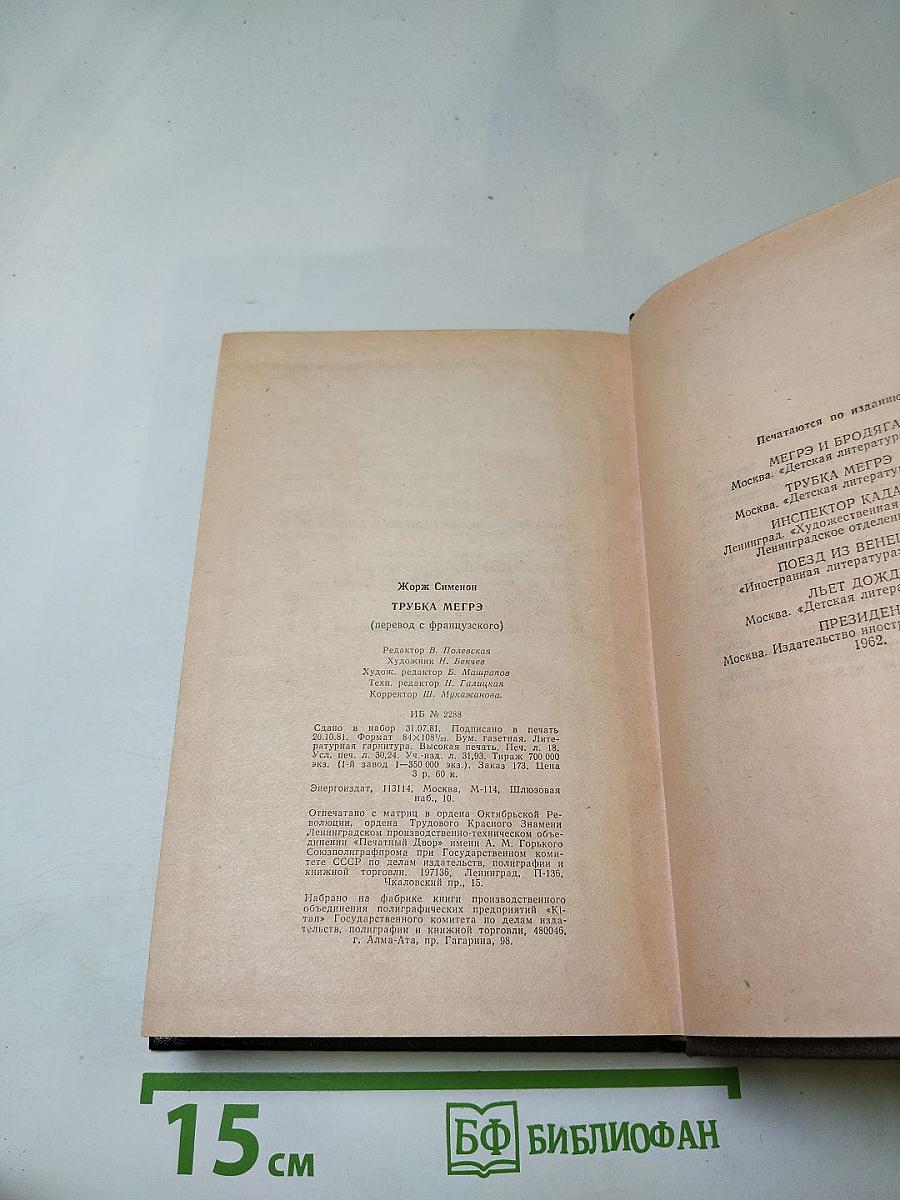 Жорж Сименон
ТРУБКА МЕГРЭ
(перевод с французского)
Редактор В. Полевская
Художник Н. Бекчев
Худож. редактор Б. Машрапов
Техн. редактор Н. Галицкая
Корректор Ш. Мукажанова.
ИБ № 2288
Сдано в набор 31.07.81. Подписано в печать
20.10.81. Формат 84×108¹/₃₂. Бум. газетная. Лите-
ратурная гарнитура. Высокая печать. Печ. л. 18.
Усл. печ. л. 30,24. Уч.-изд. л. 31,93. Тираж 700 000
экз. (1-й завод 1—350 000 экз.). Заказ 173. Цена
3 р. 60 к.
Энергоиздат, 113114, Москва, М-114, Шлюзовая
наб., 10.
Отпечатано с матриц в ордена Октябрьской Ре-
волюции, ордена Трудового Красного Знамени
Ленинградском производственно-техническом объе-
динении «Печатный Двор» имени А. М. Горького
Союзполиграфпрома при Государственном коми-
тете СССР по делам издательств, полиграфии и
книжной торговли. 197136, Ленинград, П-136,
Чкаловский пр., 15.
Набрано на фабрике книги производственного
объединения полиграфических предприятий «Кі-
тап» Государственного комитета по делам изда-
тельств, полиграфии и книжной торговли, 480046,
г. Алма-Ата, пр. Гагарина, 98.
Печатаются по изданию
МЕГРЭ И БРОДЯГА
Москва. «Детская литератур
ТРУБКА МЕГРЭ
Москва. «Детская литерату
ИНСПЕКТОР КАДА
Ленинград. «Художественная
Ленинградское отделен
ПОЕЗД ИЗ ВЕНЕЦ
«Иностранная литература»
ЛЬЕТ ДОЖД
Москва. «Детская литера
ПРЕЗИДЕН
Москва. Издательство иност
1962.
15 см
БФ БИБЛИОФАН